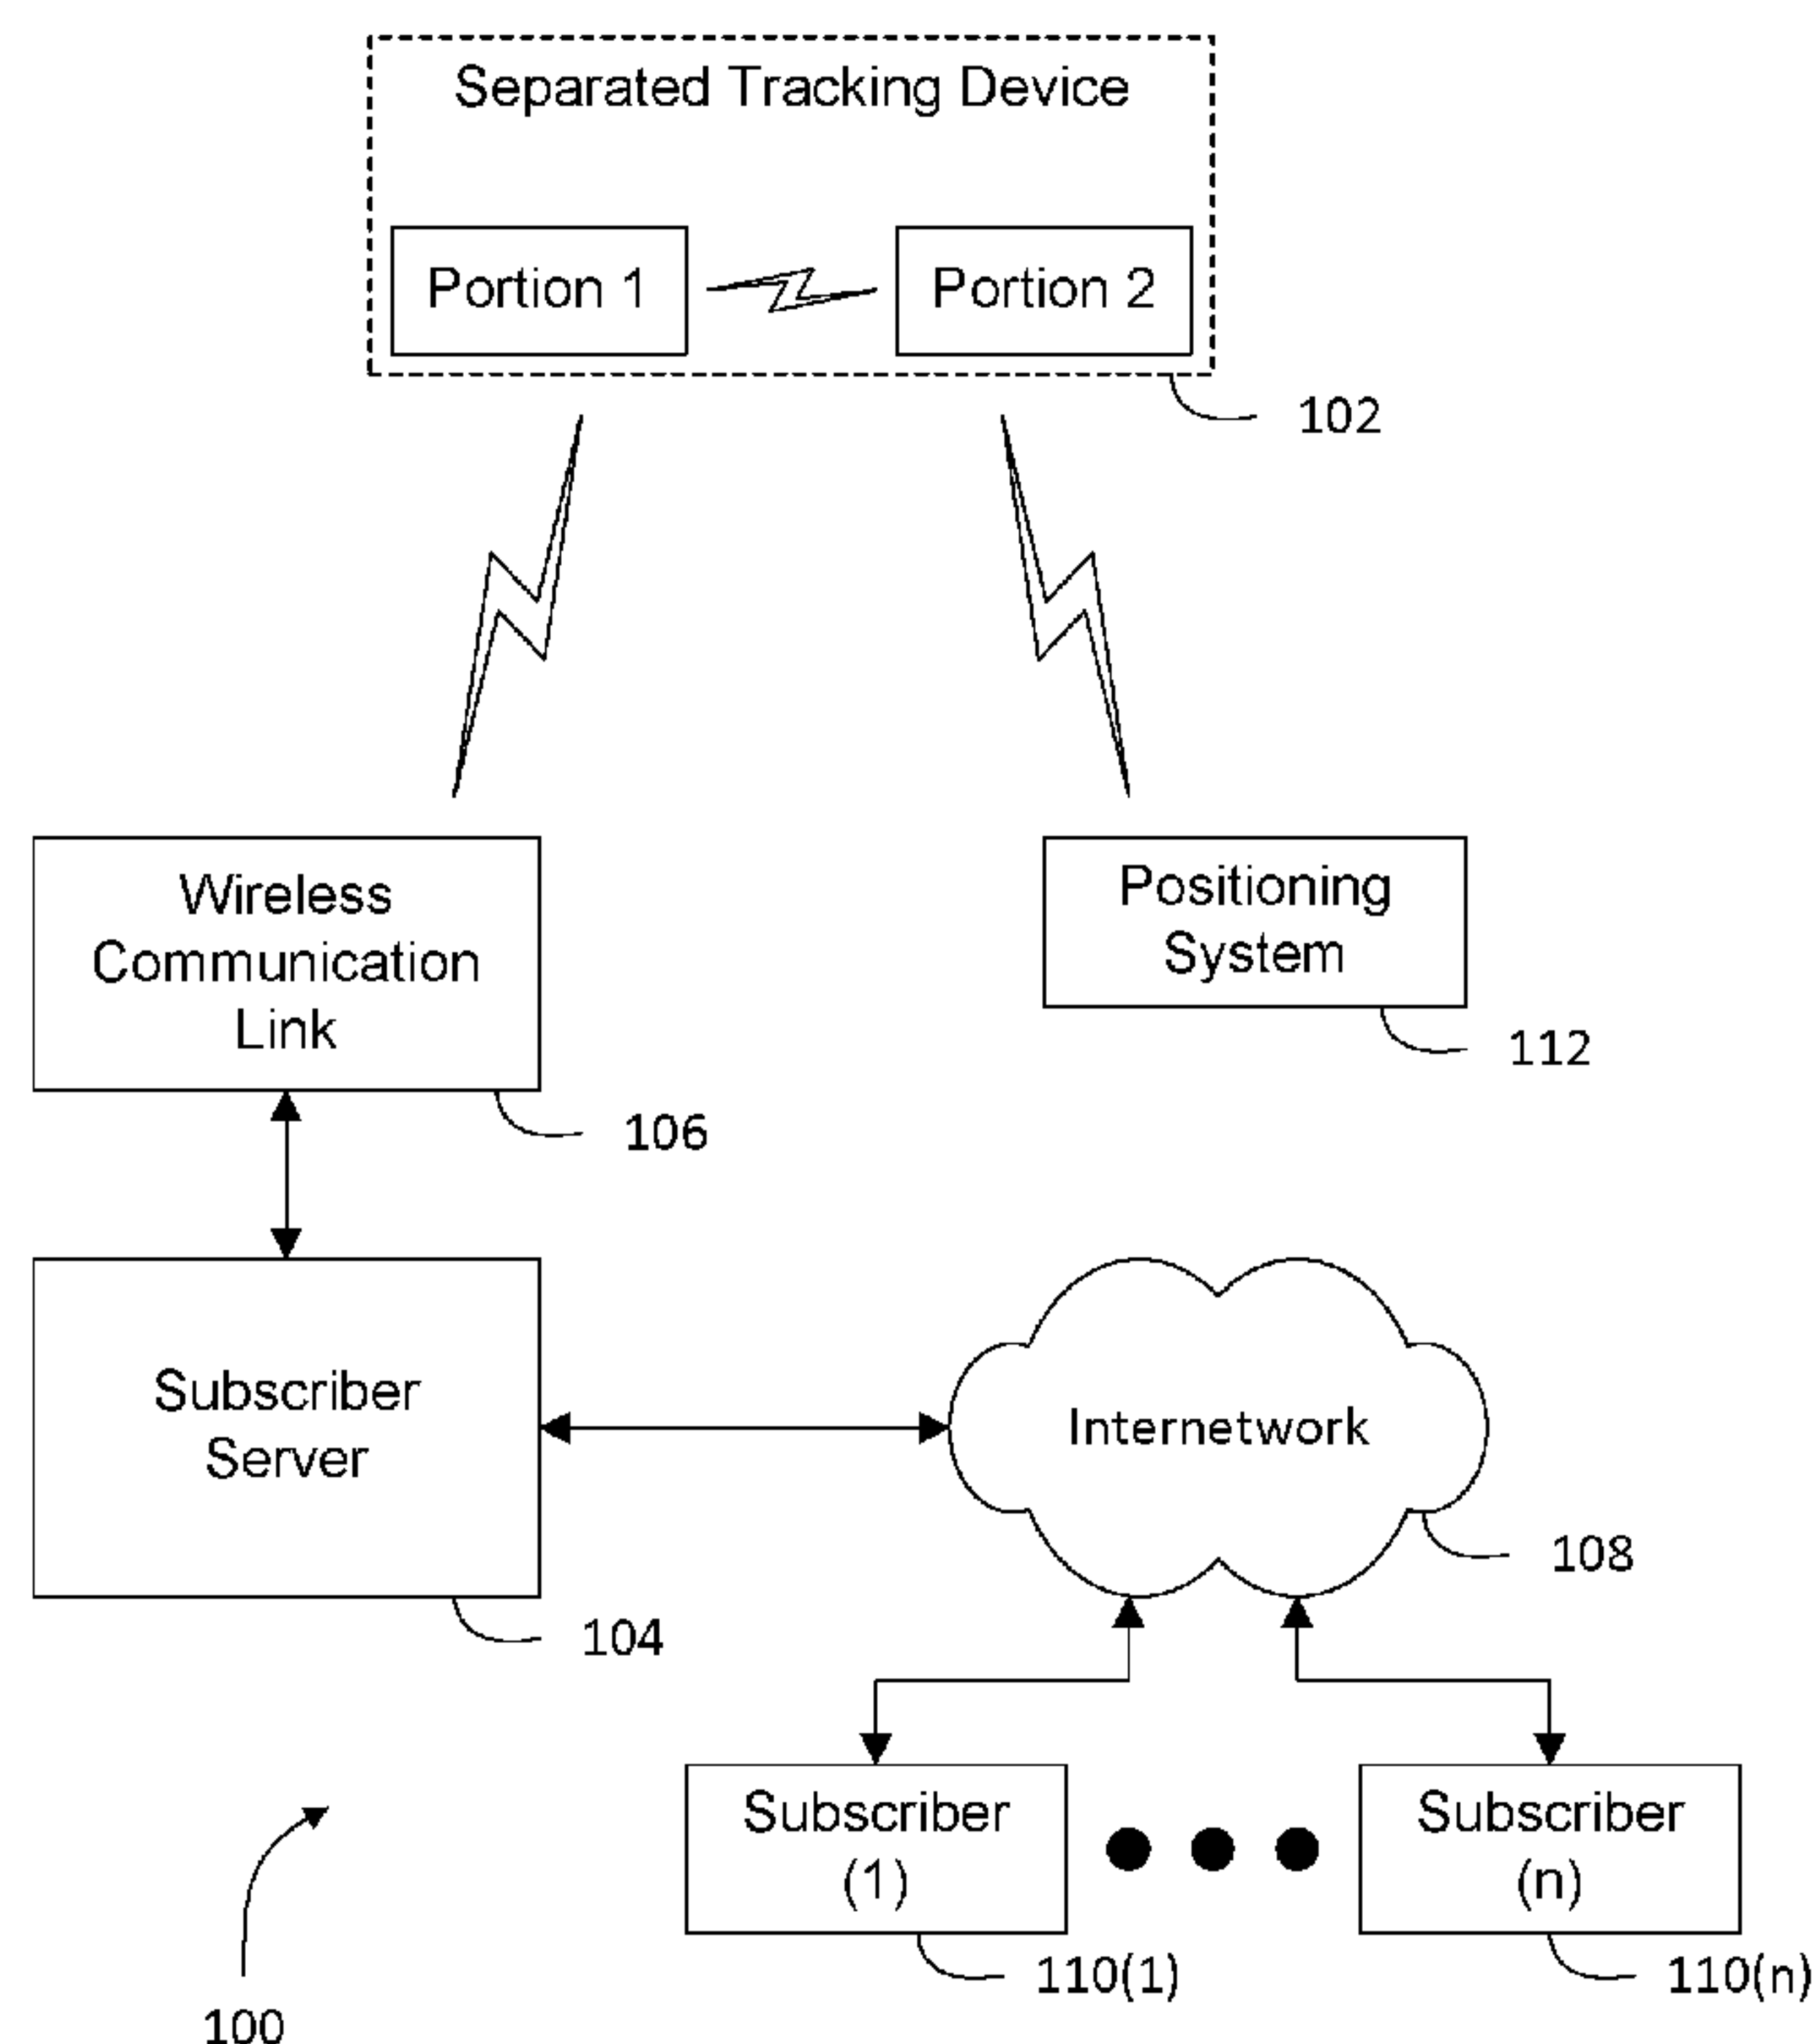 Separated Tracking Device
Portion 1
Portion 2
102
Wireless
Communication
Link
106
Positioning
System
112
Subscriber
Server
104
Internetwork
108
Subscriber
(1)
110(1)
Subscriber
(n)
110(n)
100